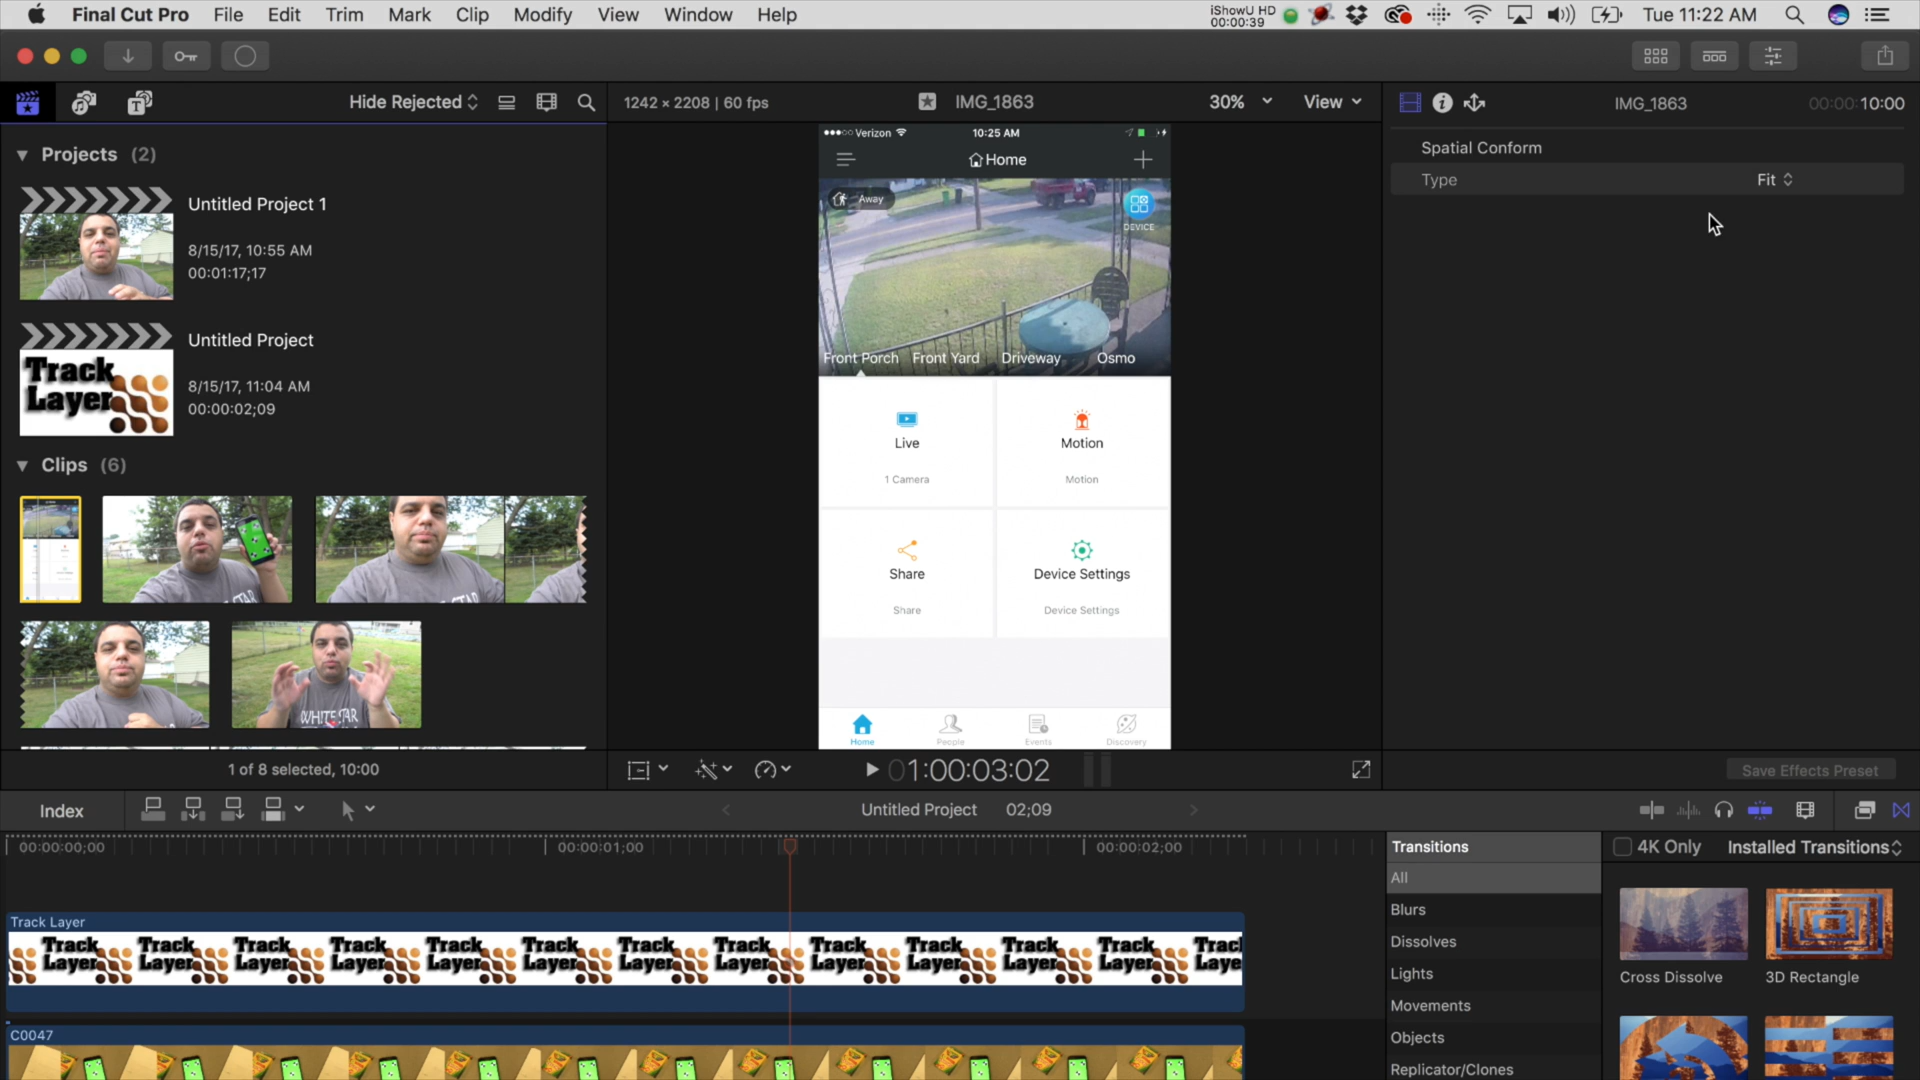 Final Cut Pro File Edit Trim Mark Clip Modify View Window Help
iShowU HD
00:00:39
Tue 11:22 AM
Hide Rejected
1242 × 2208 | 60 fps
IMG_1863
30%
View
IMG_1863
00:00:10:00
Projects (2)
Untitled Project 1
8/15/17, 10:55 AM
00:01:17;17
Untitled Project
8/15/17, 11:04 AM
00:00:02;09
Track
Layer
Clips (6)
WHITE STAR
1 of 8 selected, 10:00
Verizon
10:25 AM
Home
Away
DEVICE
Front Porch Front Yard Driveway Osmo
Live
1 Camera
Motion
Motion
Share
Share
Device Settings
Device Settings
Home People Events Discovery
Spatial Conform
Type Fit
01:00:03:02
Save Effects Preset
Index
Untitled Project 02;09
00:00:00;00 00:00:01;00 00:00:02;00
Track Layer
Track Track Track Track Track Track Track Track Track Track Track Track Track
Layer Layer Layer Layer Layer Layer Layer Layer Layer Layer Layer Layer Laye
C0047
Transitions
All
Blurs
Dissolves
Lights
Movements
Objects
Replicator/Clones
4K Only Installed Transitions
Cross Dissolve
3D Rectangle